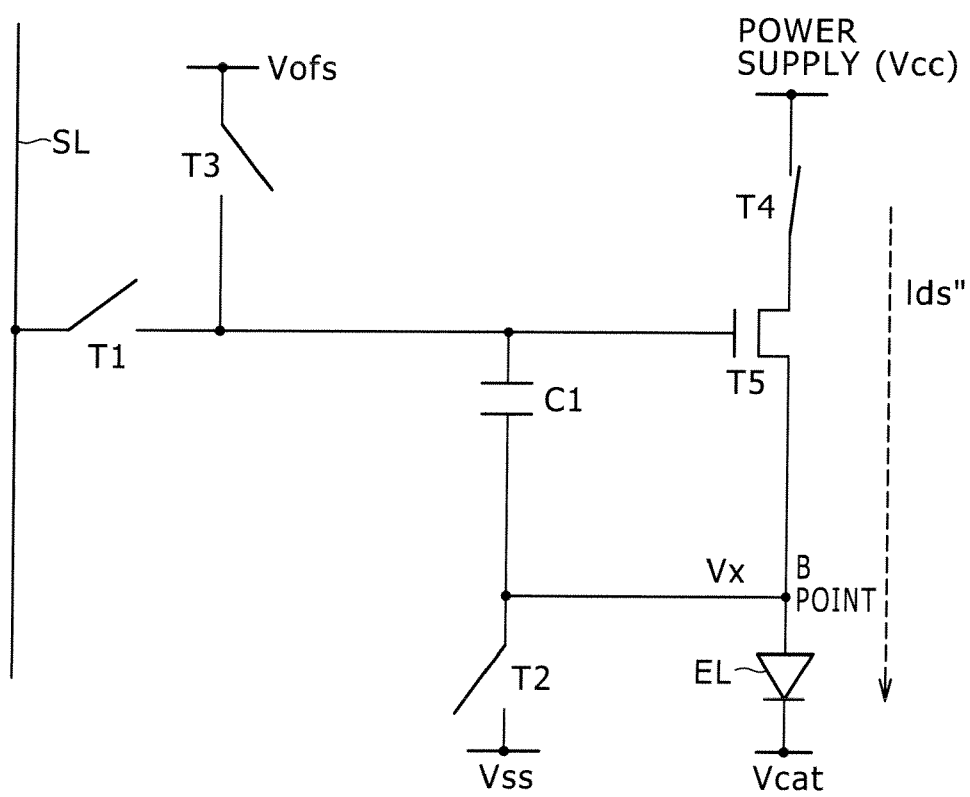 POWER
SUPPLY (Vcc)
Vofs
SL
T3
T4
Ids"
T1
T5
C1
Vx
B
POINT
EL
T2
Vss
Vcat